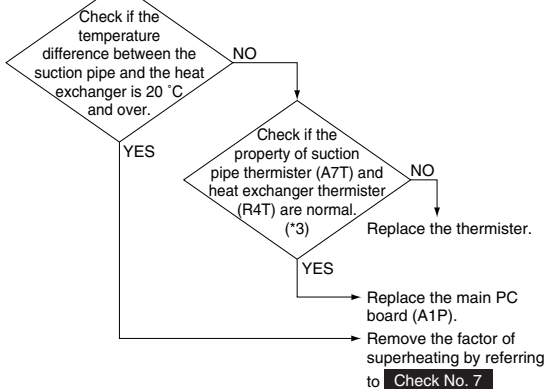 Check if the
temperature
difference between the
suction pipe and the heat
exchanger is 20 ˚C
and over.
NO
YES
Check if the
property of suction
pipe thermister (A7T) and
heat exchanger thermister
(R4T) are normal.
(*3)
NO
Replace the thermister.
YES
Replace the main PC
board (A1P).
Remove the factor of
superheating by referring
to Check No. 7